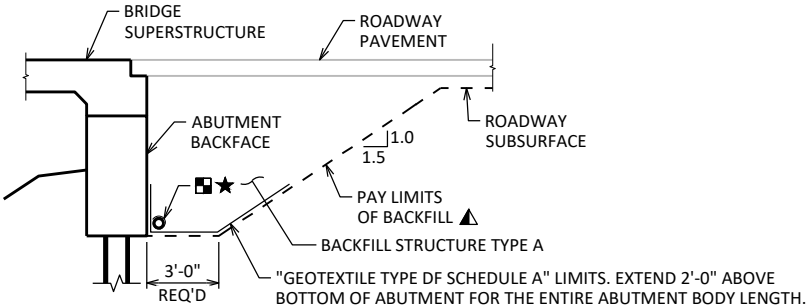 BRIDGE
SUPERSTRUCTURE
ROADWAY
PAVEMENT
ABUTMENT
BACKFACE
ROADWAY
SUBSURFACE
1.0
1.5
PAY LIMITS
OF BACKFILL
BACKFILL STRUCTURE TYPE A
3'-0"
REQ'D
"GEOTEXTILE TYPE DF SCHEDULE A" LIMITS. EXTEND 2'-0" ABOVE
BOTTOM OF ABUTMENT FOR THE ENTIRE ABUTMENT BODY LENGTH.